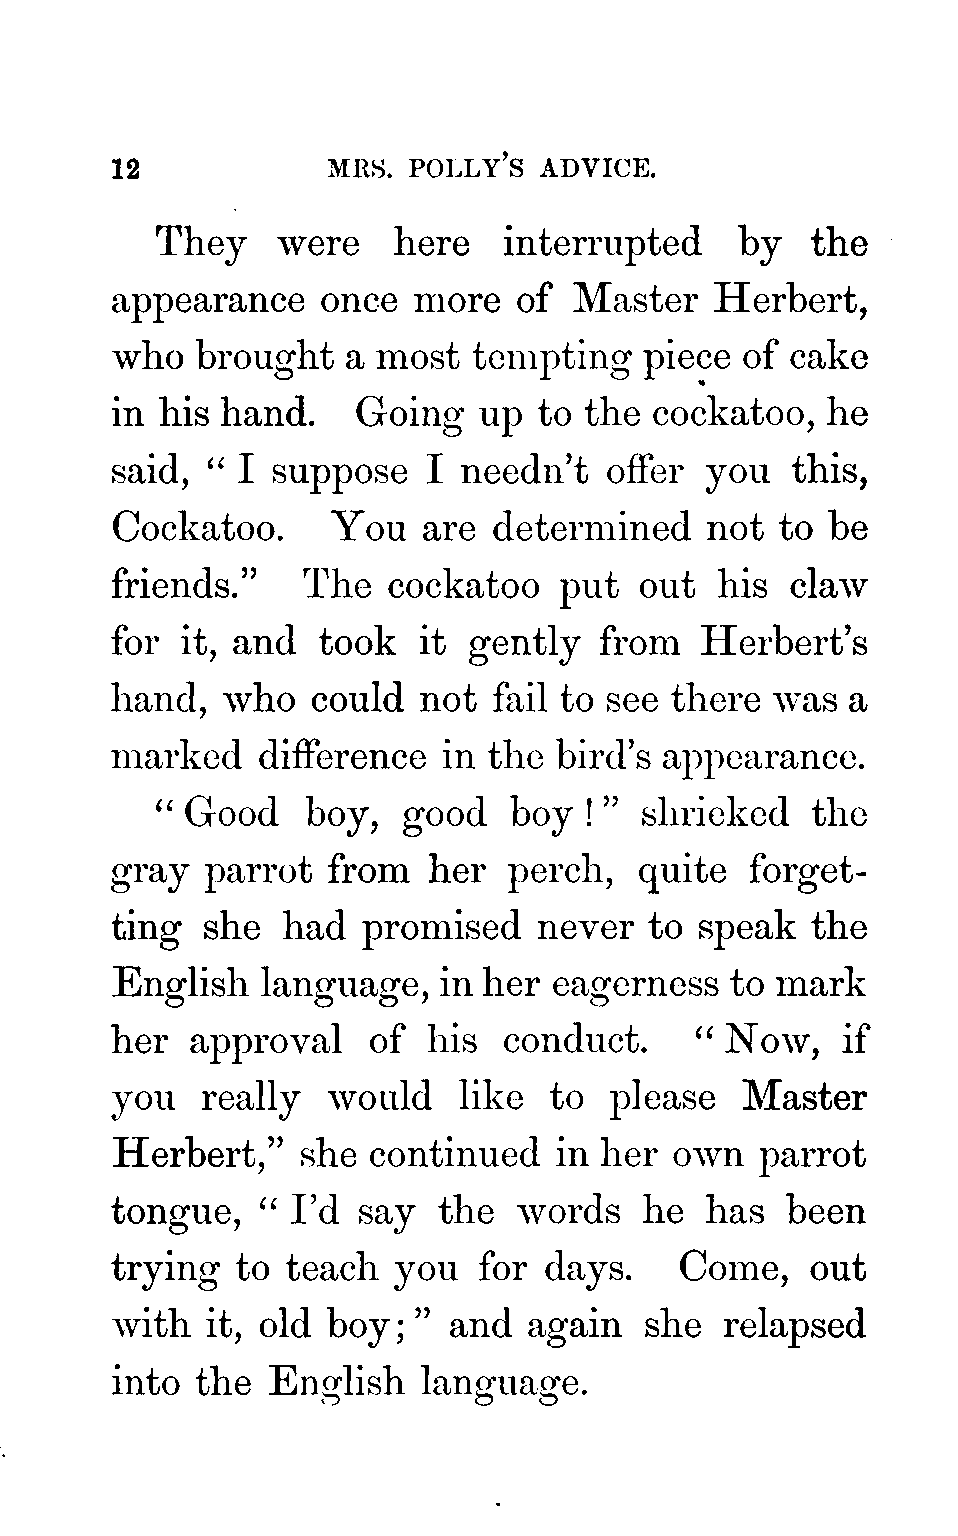 12 MRS. POLLY'S ADVICE.
They were here interrupted by the
appearance once more of Master Herbert,
who brought a most tempting piece of cake
in his hand. Going up to the cockatoo, he
said, “ I suppose I needn't offer you this,
Cockatoo. You are determined not to be
friends.” The cockatoo put out his claw
for it, and took it gently from Herbert's
hand, who could not fail to see there was a
marked difference in the bird's appearance.
“ Good boy, good boy ! ” shrieked the
gray parrot from her perch, quite forget-
ting she had promised never to speak the
English language, in her eagerness to mark
her approval of his conduct. “ Now, if
you really would like to please Master
Herbert,” she continued in her own parrot
tongue, “ I'd say the words he has been
trying to teach you for days. Come, out
with it, old boy; ” and again she relapsed
into the English language.